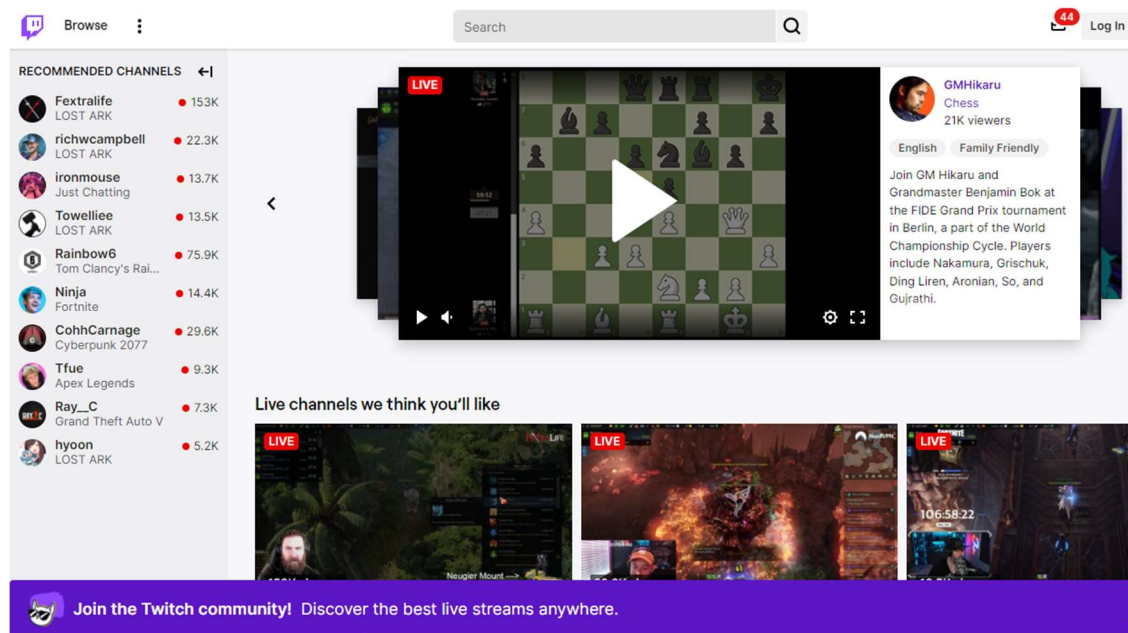 Browse
Search
44
Log In
RECOMMENDED CHANNELS
Fextralife
153K
LOST ARK
richwcampbell
22.3K
LOST ARK
ironmouse
13.7K
Just Chatting
Towelliee
13.5K
LOST ARK
Rainbow6
75.9K
Tom Clancy's Rai...
Ninja
14.4K
Fortnite
CohhCarnage
29.6K
Cyberpunk 2077
Tfue
9.3K
Apex Legends
Ray__C
7.3K
Grand Theft Auto V
hyoon
5.2K
LOST ARK
LIVE
59:52
GMHikaru
Chess
21K viewers
English
Family Friendly
Join GM Hikaru and
Grandmaster Benjamin Bok at
the FIDE Grand Prix tournament
in Berlin, a part of the World
Championship Cycle. Players
include Nakamura, Grischuk,
Ding Liren, Aronian, So, and
Gujrathi.
Live channels we think you'll like
LIVE
Neugier Mount -->
LIVE
NordVPN
LIVE
106:58:22
Join the Twitch community! Discover the best live streams anywhere.